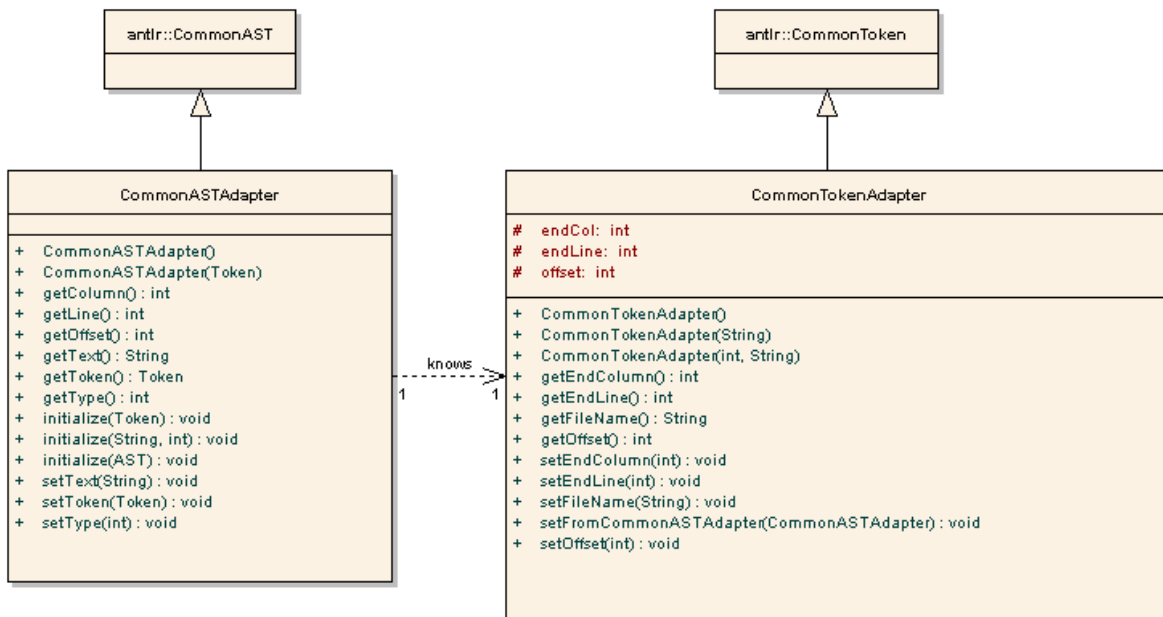 antlr::CommonAST
antlr::CommonToken
CommonASTAdapter
+ CommonASTAdapter()
+ CommonASTAdapter(Token)
+ getColumn() : int
+ getLine() : int
+ getOffset() : int
+ getText() : String
+ getToken() : Token
+ getType() : int
+ initialize(Token) : void
+ initialize(String, int) : void
+ initialize(AST) : void
+ setText(String) : void
+ setToken(Token) : void
+ setType(int) : void
knows
1
1
CommonTokenAdapter
# endCol: int
# endLine: int
# offset: int
+ CommonTokenAdapter()
+ CommonTokenAdapter(String)
+ CommonTokenAdapter(int, String)
+ getEndColumn() : int
+ getEndLine() : int
+ getFileName() : String
+ getOffset() : int
+ setEndColumn(int) : void
+ setEndLine(int) : void
+ setFileName(String) : void
+ setFromCommonASTAdapter(CommonASTAdapter) : void
+ setOffset(int) : void